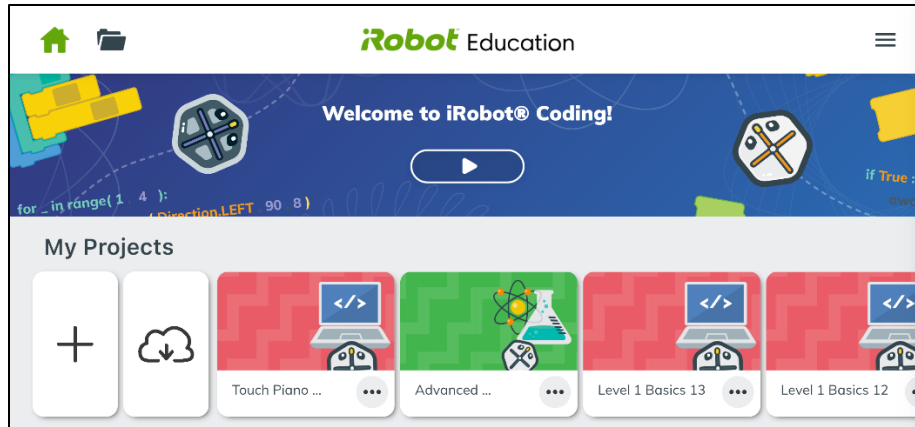 iRobot Education
Welcome to iRobot® Coding!
for _ in range( 1 4 ):
( Direction.LEFT 90 8 )
if True :
awa
My Projects
</>
</>
</>
Touch Piano ...
Advanced ...
Level 1 Basics 13
Level 1 Basics 12